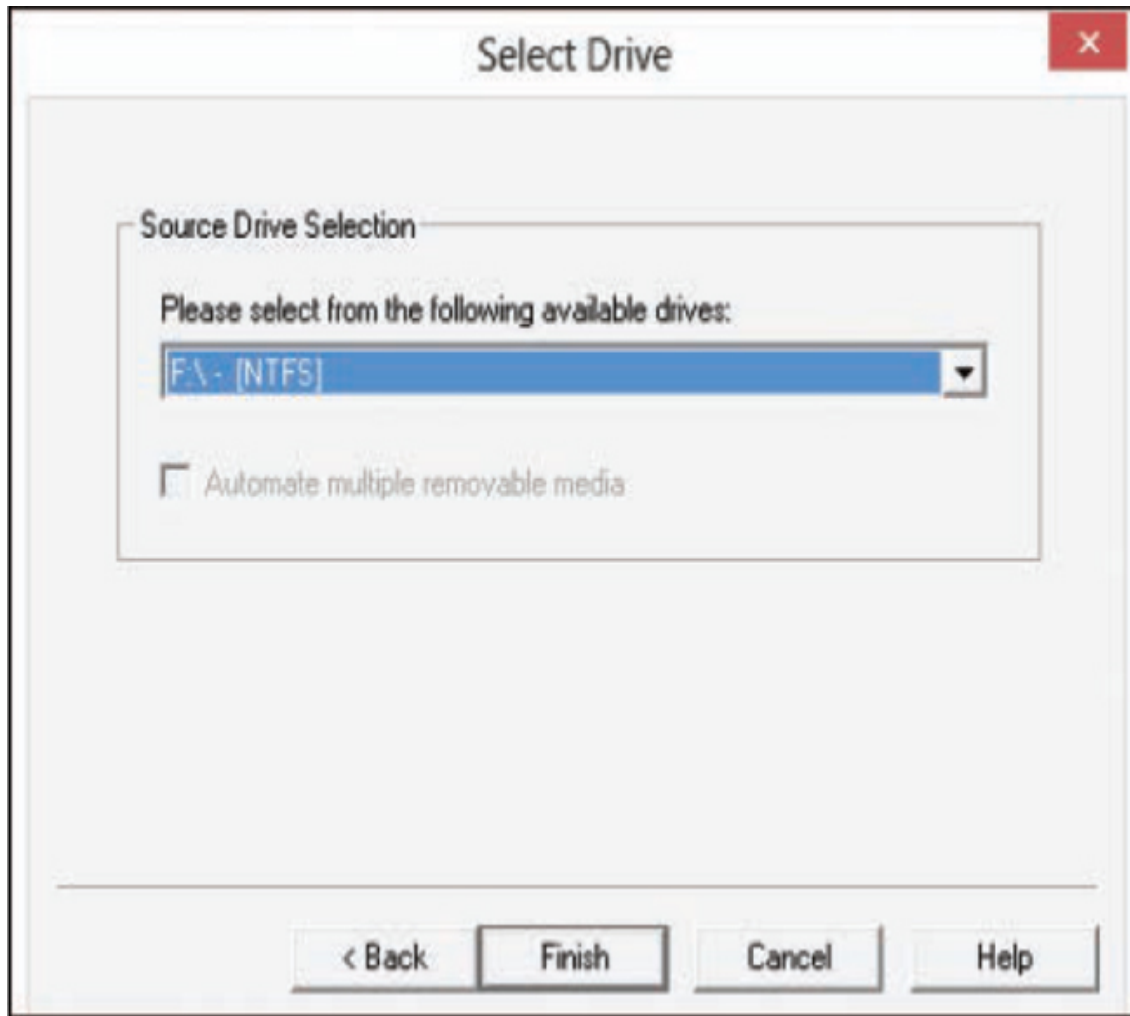 Select Drive
Source Drive Selection
Please select from the following available drives:
F:\ - [NTFS]
Automate multiple removable media
< Back
Finish
Cancel
Help